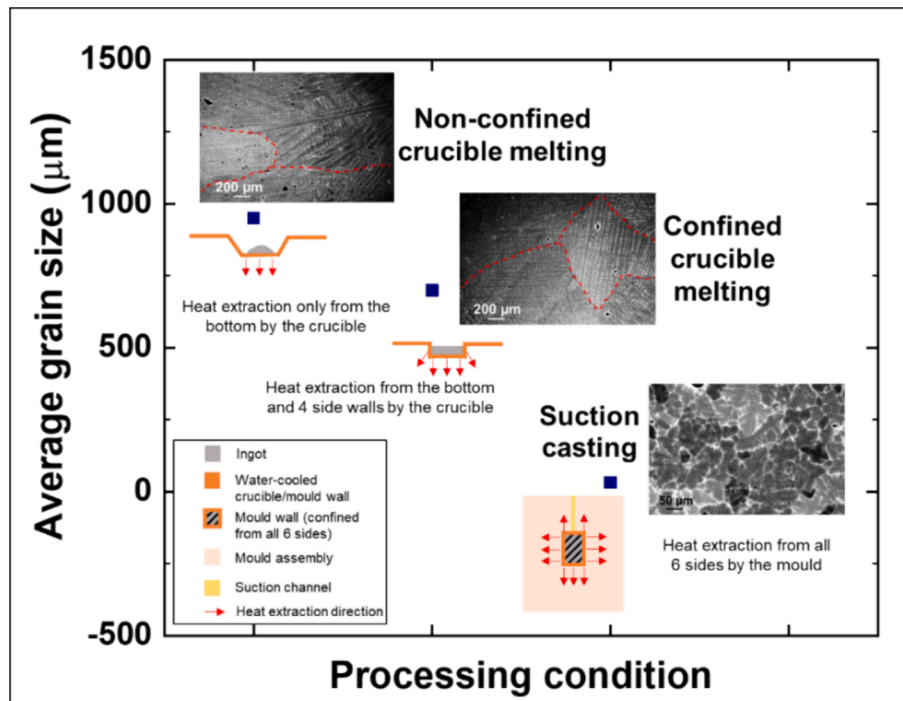 1500
1000
500
0
-500
Average grain size (μm)
Processing condition
200 μm
Non-confined
crucible melting
Heat extraction only from the
bottom by the crucible
200 μm
Confined
crucible
melting
Heat extraction from the bottom
and 4 side walls by the crucible
Suction
casting
50 μm
Heat extraction from all
6 sides by the mould
Ingot
Water-cooled
crucible/mould wall
Mould wall (confined
from all 6 sides)
Mould assembly
Suction channel
Heat extraction direction